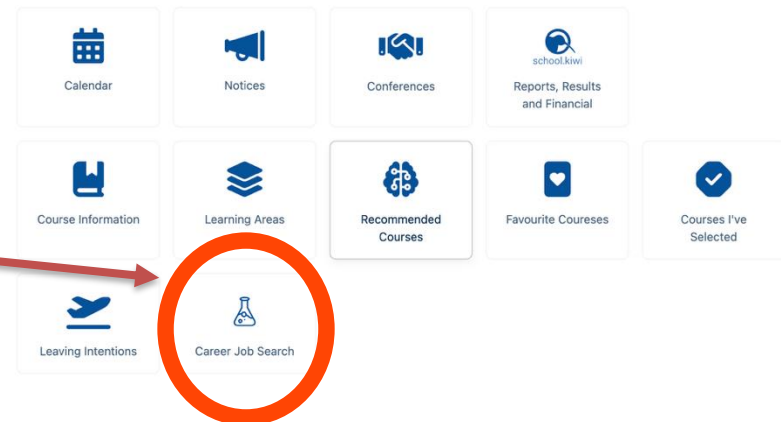 school.kiwi
Calendar
Notices
Conferences
Reports, Results
and Financial
Course Information
Learning Areas
Recommended
Courses
Favourite Coureses
Courses I've
Selected
Leaving Intentions
Career Job Search